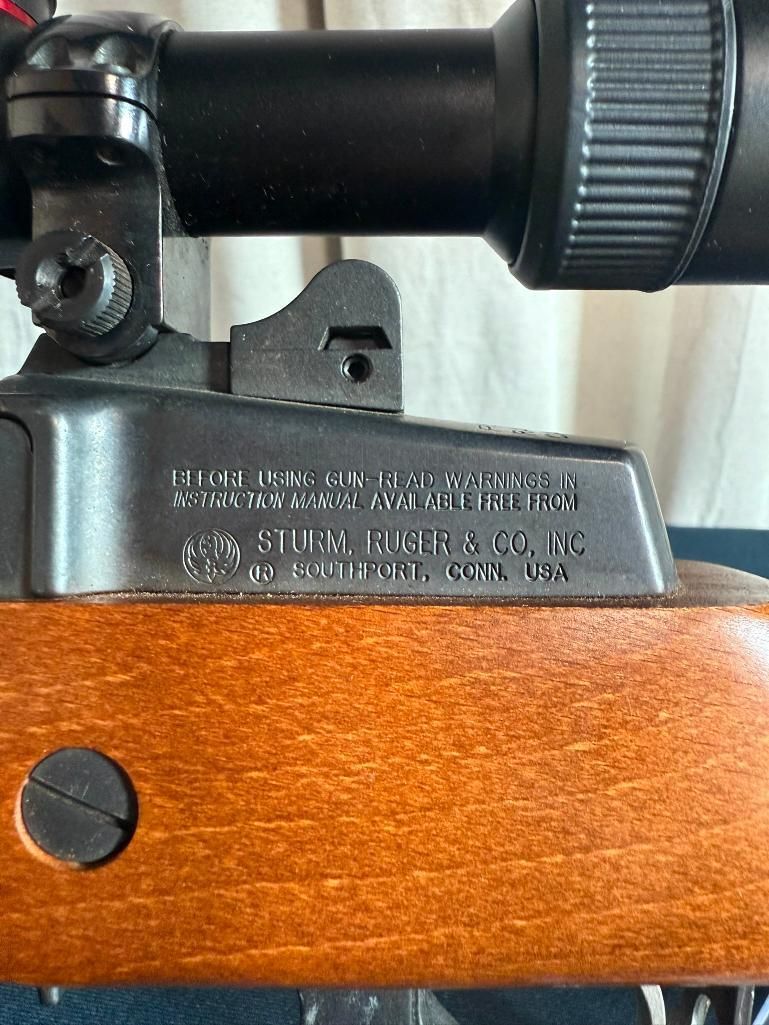 BEFORE USING GUN-READ WARNINGS IN
INSTRUCTION MANUAL AVAILABLE FREE FROM
STURM, RUGER & CO, INC
® SOUTHPORT, CONN. USA